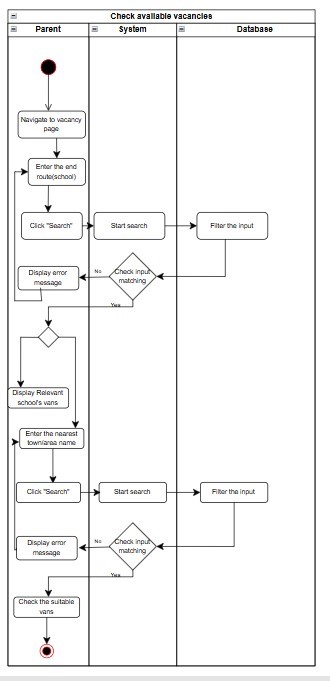 Check available vacancies
Parent
System
Database
Navigate to vacancy
page
Enter the end
route(school)
Click "Search"
Start search
Filter the input
Display error
message
No
Check input
matching
Yes
Display Relevant
school's vans
Enter the nearest
town/area name
Click "Search"
Start search
Filter the input
Display error
message
No
Check input
matching
Yes
Check the suitable
vans